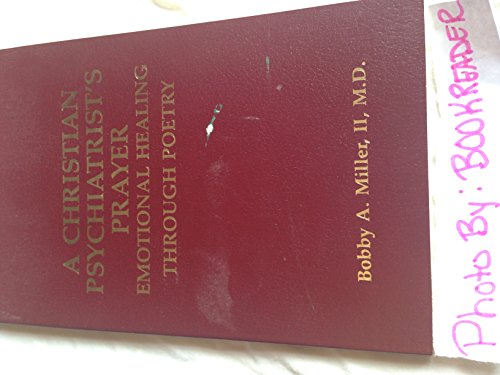 A CHRISTIAN
PSYCHIATRIST'S
PRAYER
EMOTIONAL HEALING
THROUGH POETRY
Bobby A. Miller, II, M.D.
Photo By: BOOKREADER